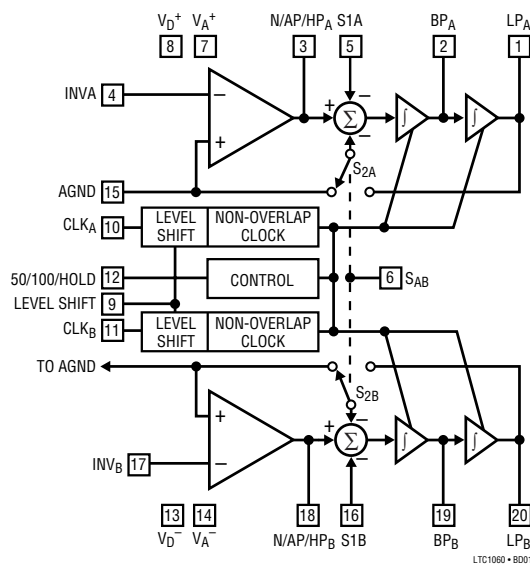 V_D⁺ V_A⁺ N/AP/HP_A S1A BP_A LP_A
8 7 3 5 2 1
INVA 4 − + Σ + − − ∫ ∫
S_2A
AGND 15
CLK_A 10 LEVEL SHIFT NON-OVERLAP CLOCK
50/100/HOLD 12 CONTROL 6 S_AB
LEVEL SHIFT 9
CLK_B 11 LEVEL SHIFT NON-OVERLAP CLOCK
TO AGND
S_2B
INV_B 17 + − + Σ − − ∫ ∫
13 14 18 16 19 20
V_D⁻ V_A⁻ N/AP/HP_B S1B BP_B LP_B
LTC1060 • BD01